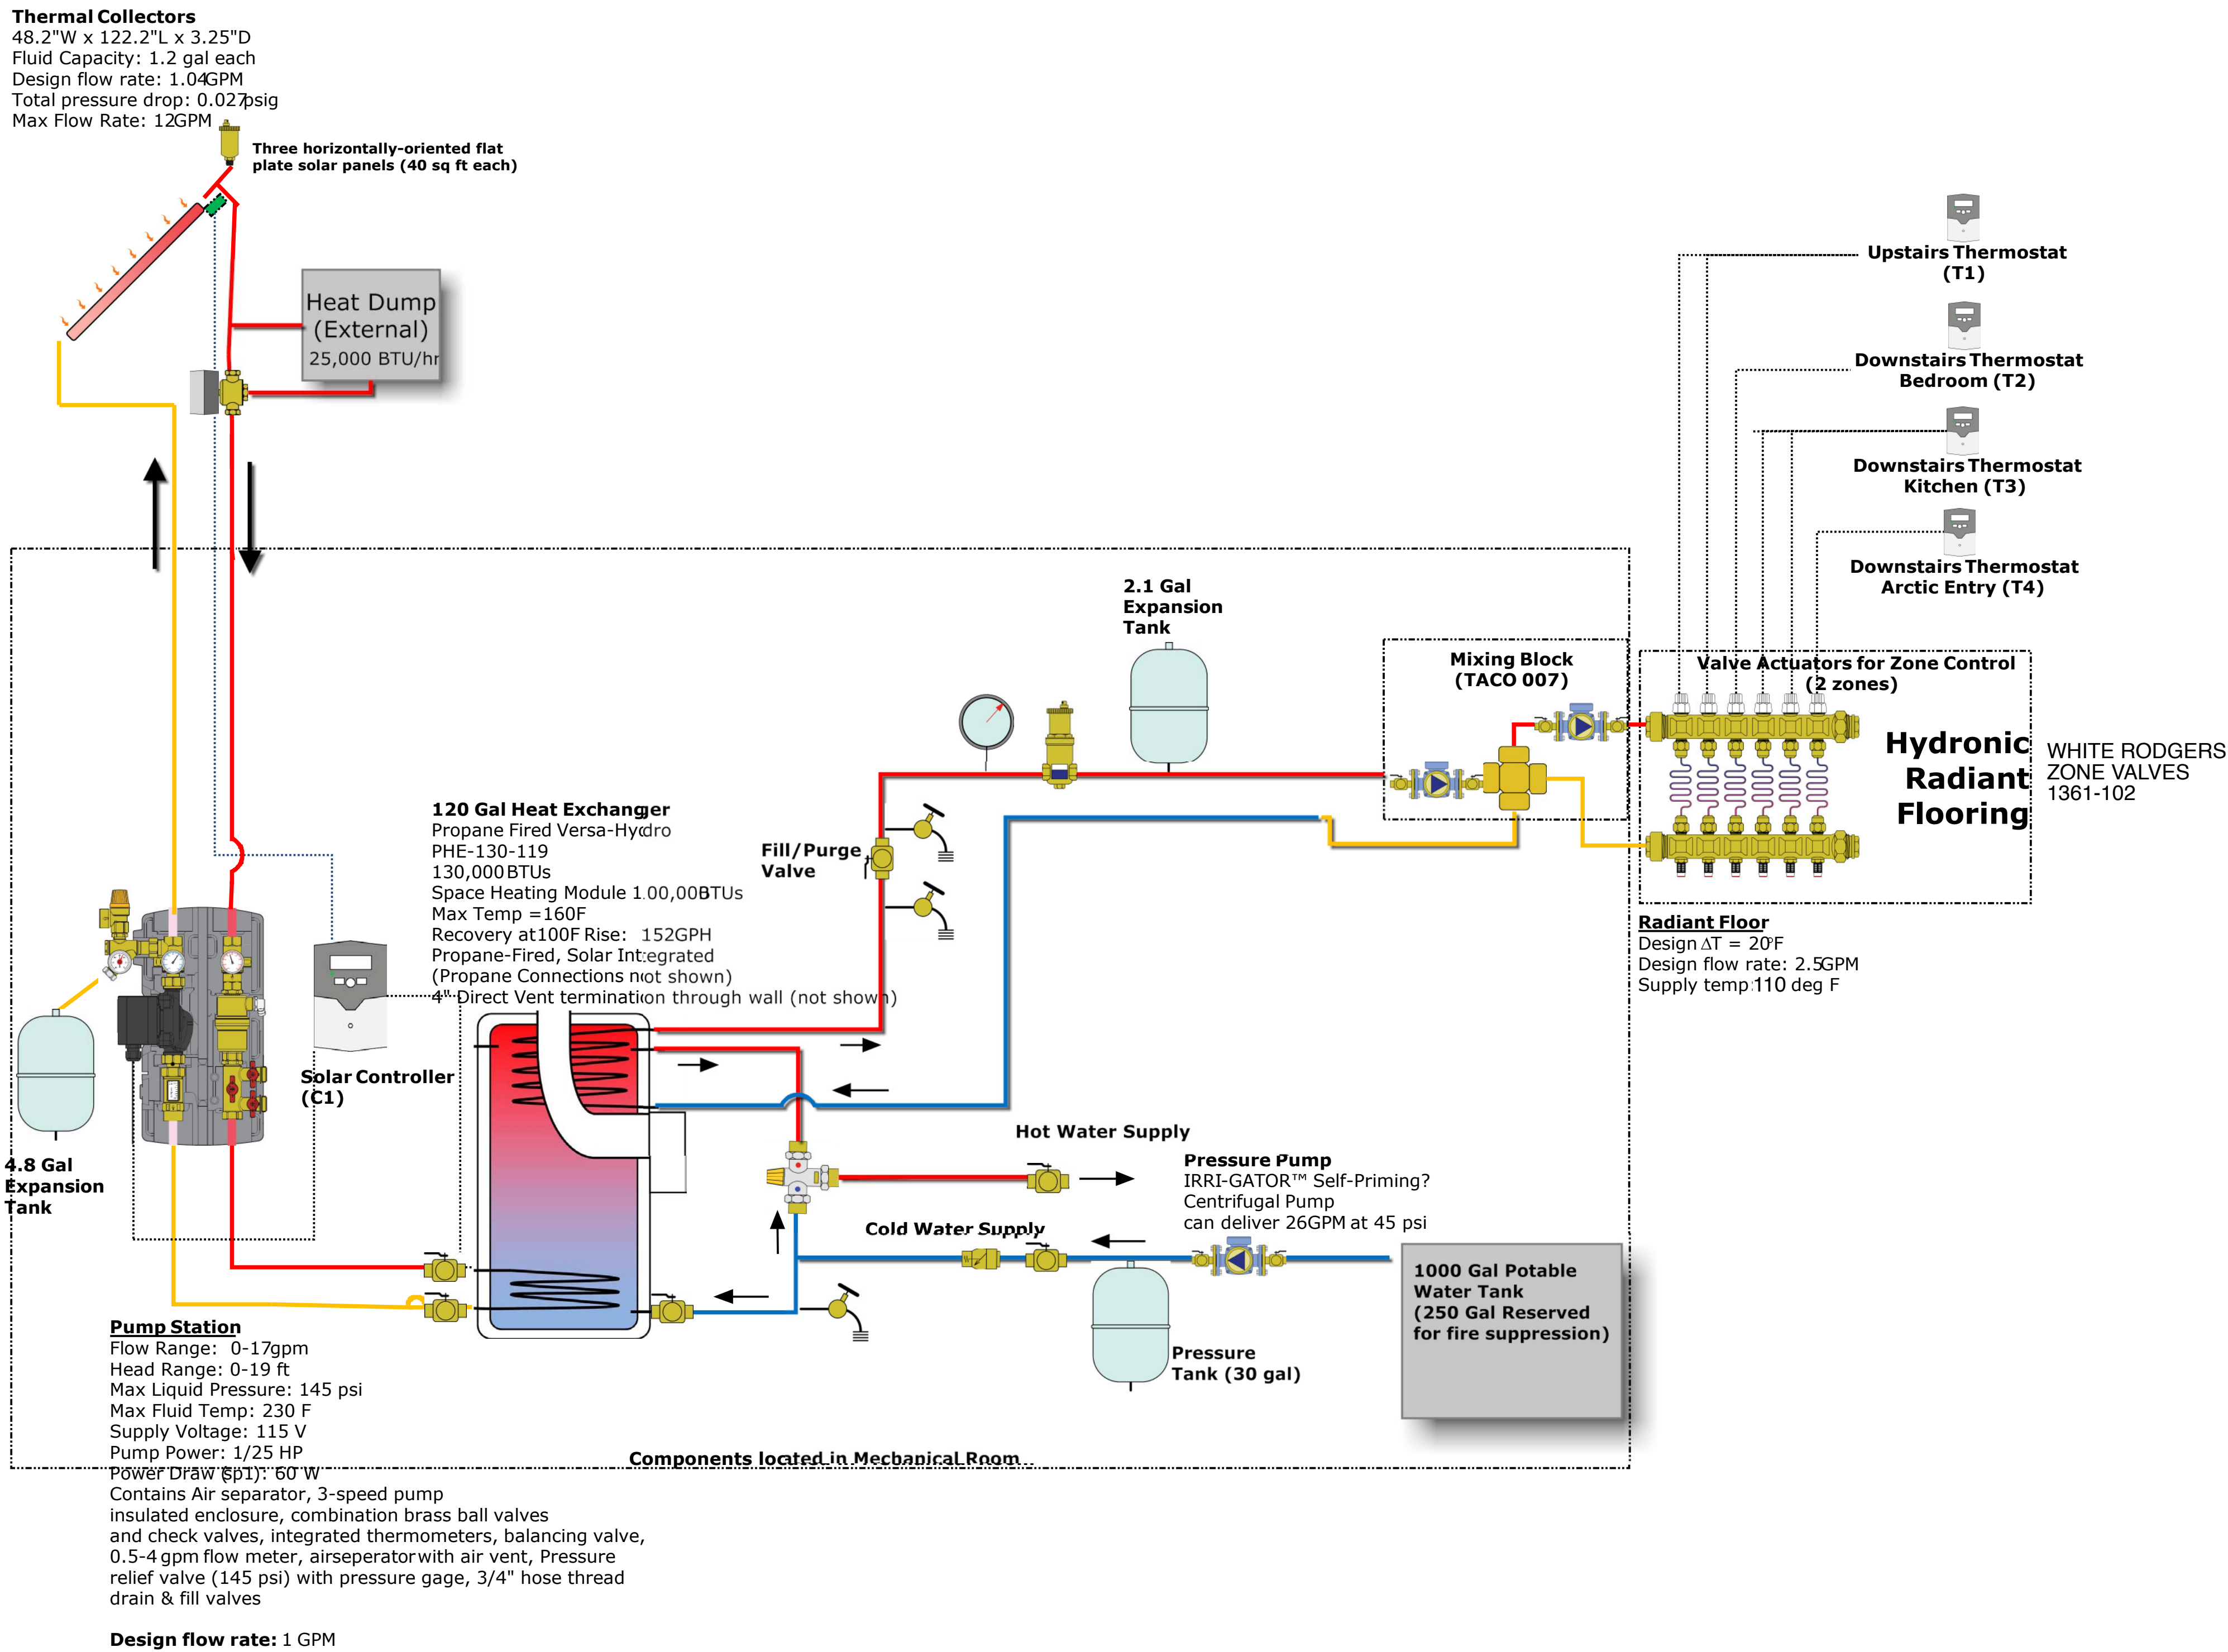 Thermal Collectors
48.2"W x 122.2"L x 3.25"D
Fluid Capacity: 1.2 gal each
Design flow rate: 1.04GPM
Total pressure drop: 0.027psig
Max Flow Rate: 12GPM
Three horizontally-oriented flat
plate solar panels (40 sq ft each)
Heat Dump
(External)
25,000 BTU/hr
Upstairs Thermostat
(T1)
Downstairs Thermostat
Bedroom (T2)
Downstairs Thermostat
Kitchen (T3)
Downstairs Thermostat
Arctic Entry (T4)
2.1 Gal
Expansion
Tank
Mixing Block
(TACO 007)
Valve Actuators for Zone Control
(2 zones)
Hydronic
Radiant
Flooring
WHITE RODGERS
ZONE VALVES
1361-102
120 Gal Heat Exchanger
Propane Fired Versa-Hydro
PHE-130-119
130,000BTUs
Space Heating Module 100,000BTUs
Max Temp =160F
Recovery at100F Rise: 152GPH
Propane-Fired, Solar Integrated
(Propane Connections not shown)
4" Direct Vent termination through wall (not shown)
Fill/Purge
Valve
Radiant Floor
Design ΔT = 20°F
Design flow rate: 2.5GPM
Supply temp:110 deg F
Solar Controller
(C1)
4.8 Gal
Expansion
Tank
Hot Water Supply
Pressure Pump
IRRI-GATOR™ Self-Priming?
Centrifugal Pump
can deliver 26GPM at 45 psi
Cold Water Supply
1000 Gal Potable
Water Tank
(250 Gal Reserved
for fire suppression)
Pressure
Tank (30 gal)
Pump Station
Flow Range: 0-17gpm
Head Range: 0-19 ft
Max Liquid Pressure: 145 psi
Max Fluid Temp: 230 F
Supply Voltage: 115 V
Pump Power: 1/25 HP
Power Draw (sp1): 60 W
Contains Air separator, 3-speed pump
insulated enclosure, combination brass ball valves
and check valves, integrated thermometers, balancing valve,
0.5-4 gpm flow meter, airseperator with air vent, Pressure
relief valve (145 psi) with pressure gage, 3/4" hose thread
drain & fill valves
Design flow rate: 1 GPM
Components located in Mechanical Room